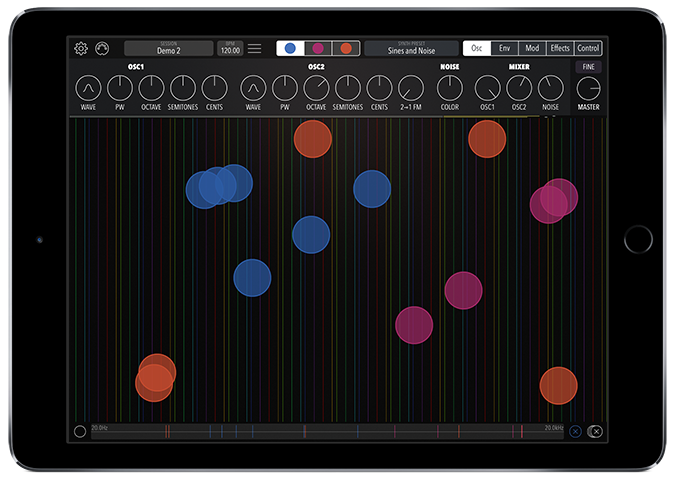 SESSION
Demo 2
BPM
120.00
SYNTH PRESET
Sines and Noise
Osc Env Mod Effects Control
OSC1 OSC2 NOISE MIXER FINE
WAVE PW OCTAVE SEMITONES CENTS WAVE PW OCTAVE SEMITONES CENTS 2→1 FM COLOR OSC1 OSC2 NOISE MASTER
20.0Hz 20.0kHz